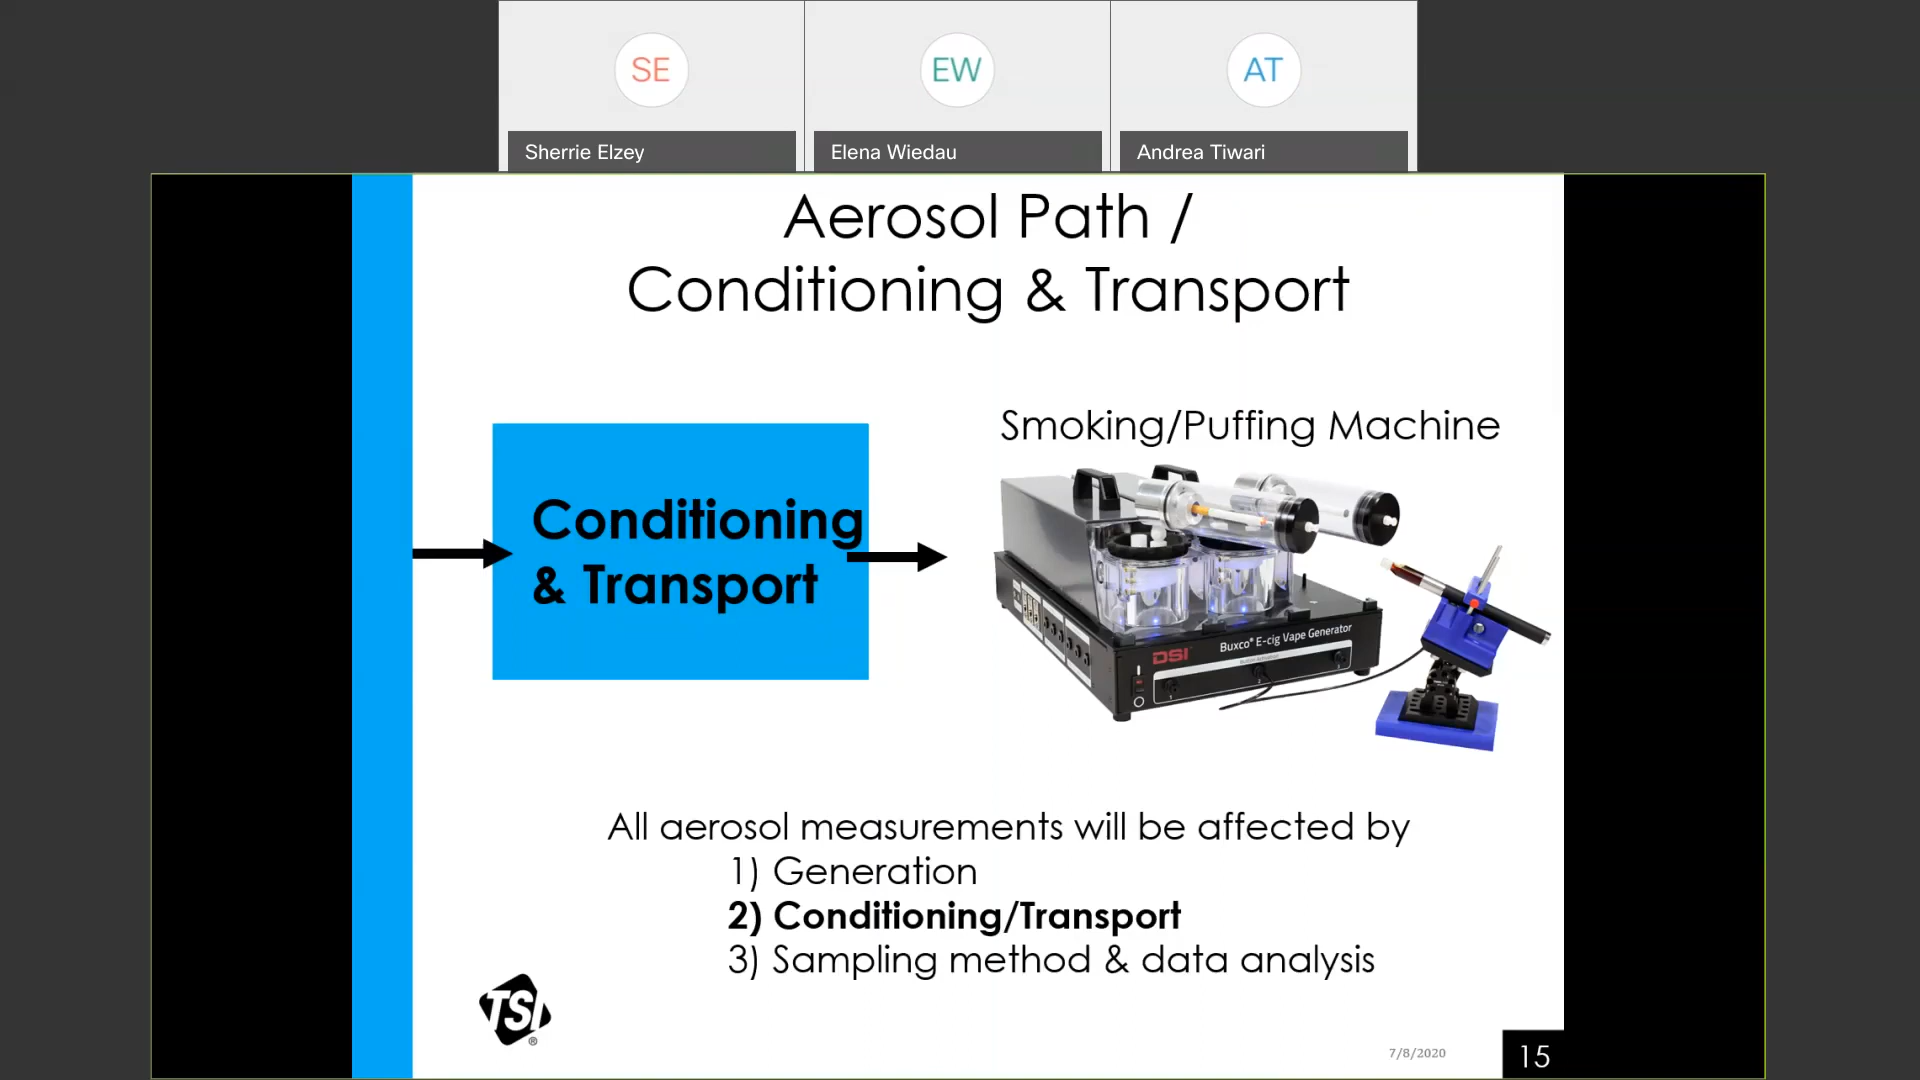 SE
EW
AT
Sherrie Elzey
Elena Wiedau
Andrea Tiwari
Aerosol Path /
Conditioning & Transport
Smoking/Puffing Machine
Conditioning
& Transport
DSI
Buxco® E-cig Vape Generator
All aerosol measurements will be affected by
1) Generation
2) Conditioning/Transport
3) Sampling method & data analysis
TSI®
7/8/2020
15